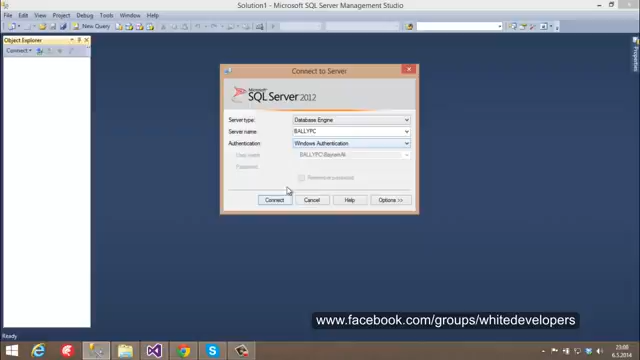 Solution1 - Microsoft SQL Server Management Studio
File Edit View Project Debug Tools Window Help
New Query
Object Explorer
Connect
Properties
Connect to Server
Microsoft
SQL Server 2012
Server type: Database Engine
Server name: BALLYPC
Authentication: Windows Authentication
User name:
Password:
Remember password
Connect Cancel Help Options >>
www.facebook.com/groups/whitedevelopers
Ready
23:08
6.5.2014